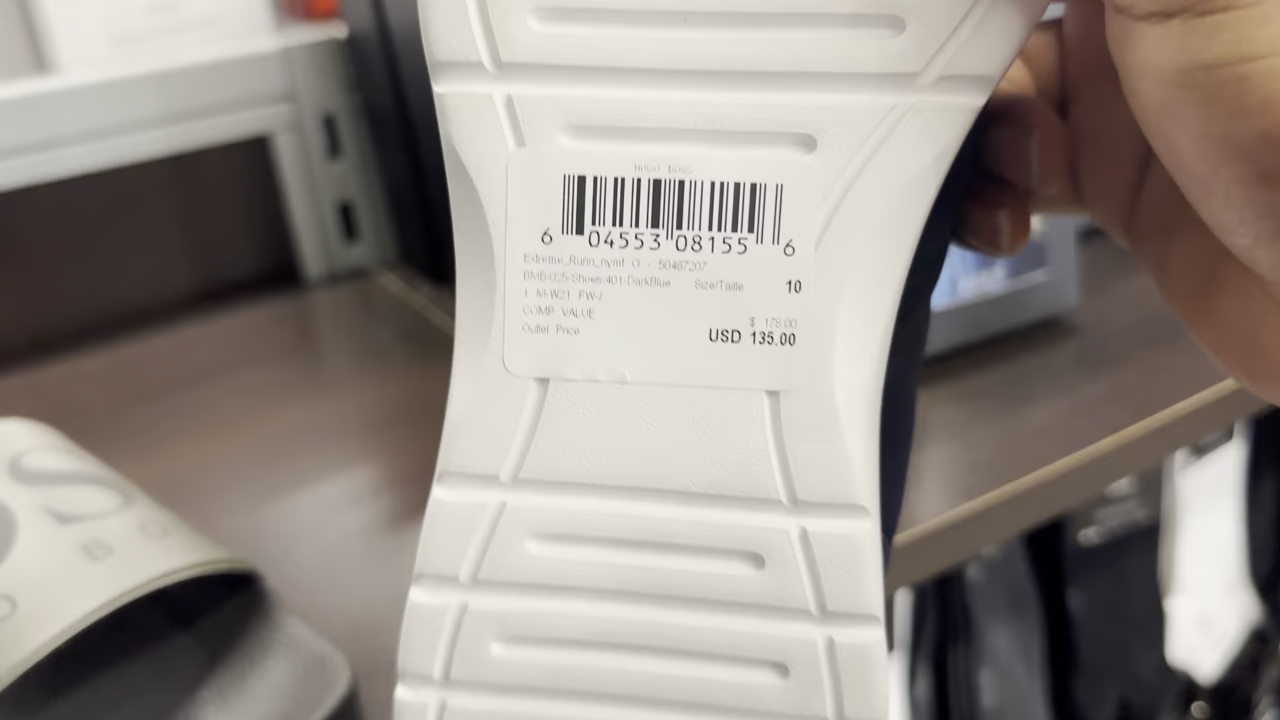 HUGO BOSS
6 04553 08155 6
Extreme_Runn_nymf O - 50487207
BMB-025-Shoes-401-DarkBlue Size/Taille 10
1 M-W21 FW-/
COMP VALUE $ 178.00
Outlet Price USD 135.00
S
B O